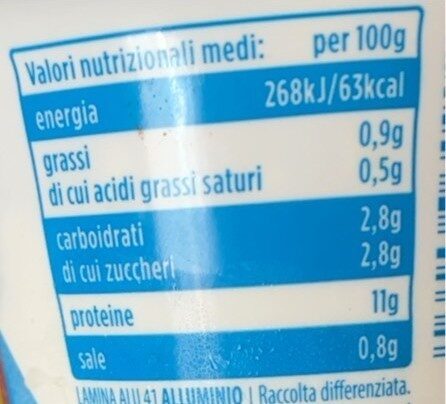 Valori nutrizionali medi: per 100g
energia 268kJ/63kcal
grassi 0,9g
di cui acidi grassi saturi 0,5g
carboidrati 2,8g
di cui zuccheri 2,8g
proteine 11g
sale 0,8g
LAMINA ALU 41 ALLUMINIO | Raccolta differenziata.